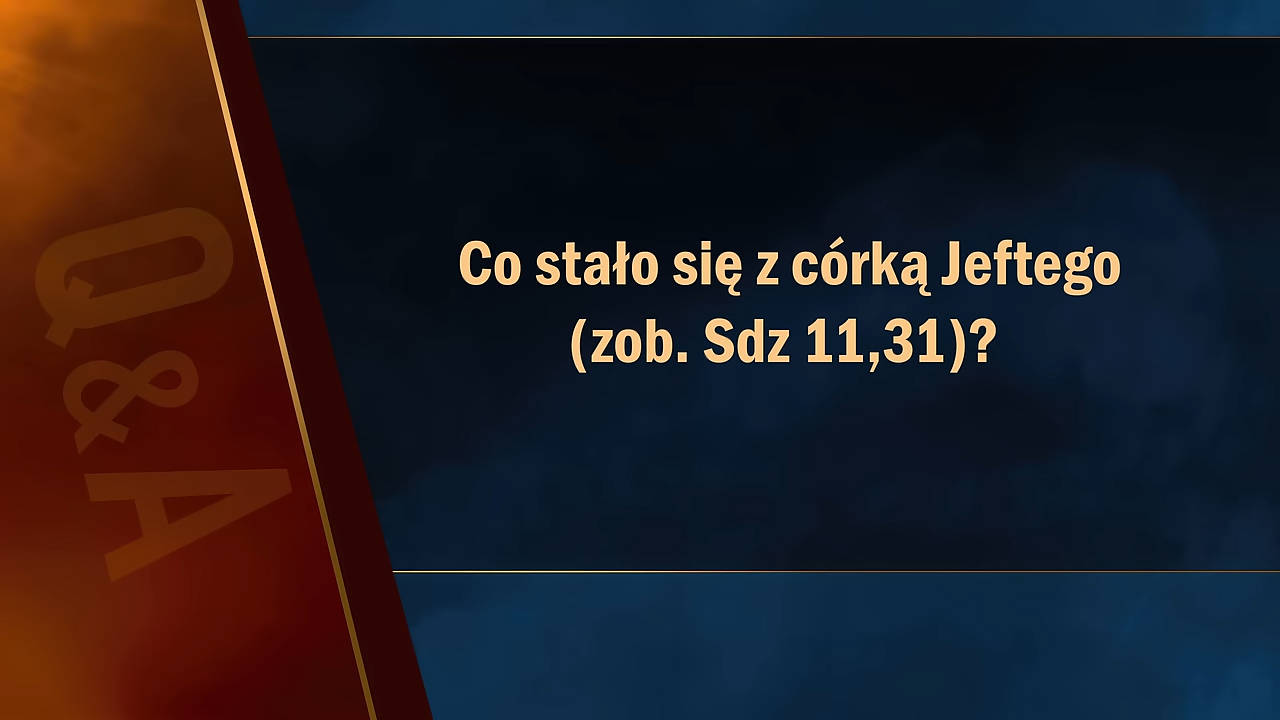 Q & A
Co stało się z córką Jeftego
(zob. Sdz 11,31)?